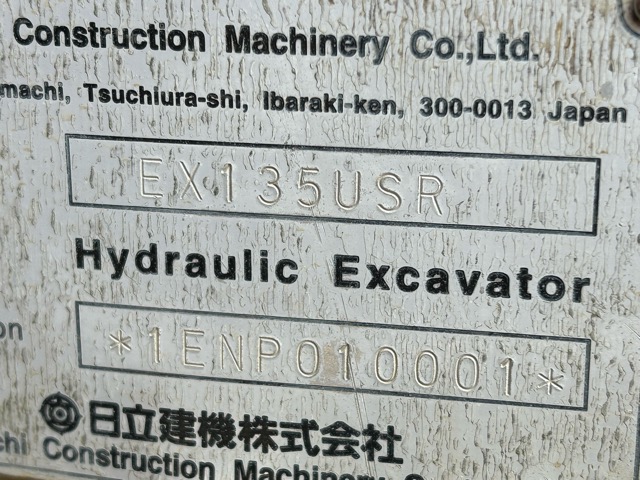 Construction Machinery Co.,Ltd.
machi, Tsuchiura-shi, Ibaraki-ken, 300-0013 Japan
EX135USR
Hydraulic Excavator
on
*1ENP010001*
日立建機株式会社
chi Construction Machinery C